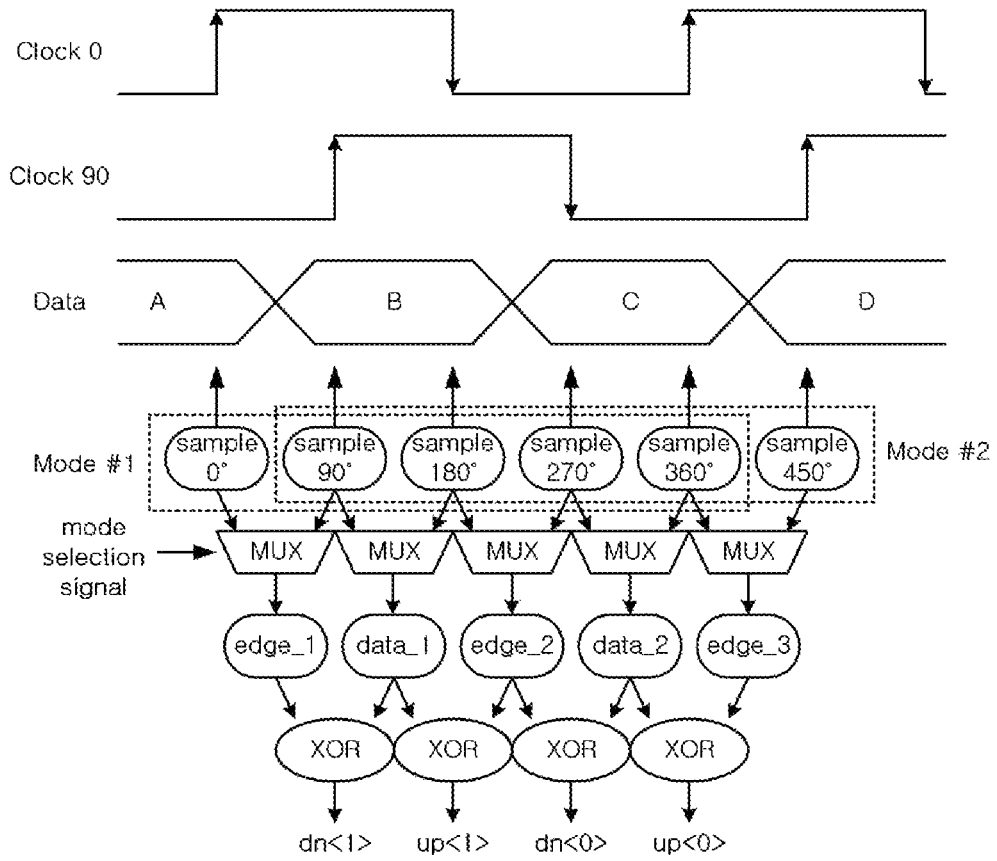 Clock 0
Clock 90
Data
A
B
C
D
Mode #1
sample
0°
sample
90°
sample
180°
sample
270°
sample
360°
sample
450°
Mode #2
mode
selection
signal
MUX
MUX
MUX
MUX
MUX
edge_1
data_1
edge_2
data_2
edge_3
XOR
XOR
XOR
XOR
dn<1>
up<1>
dn<0>
up<0>